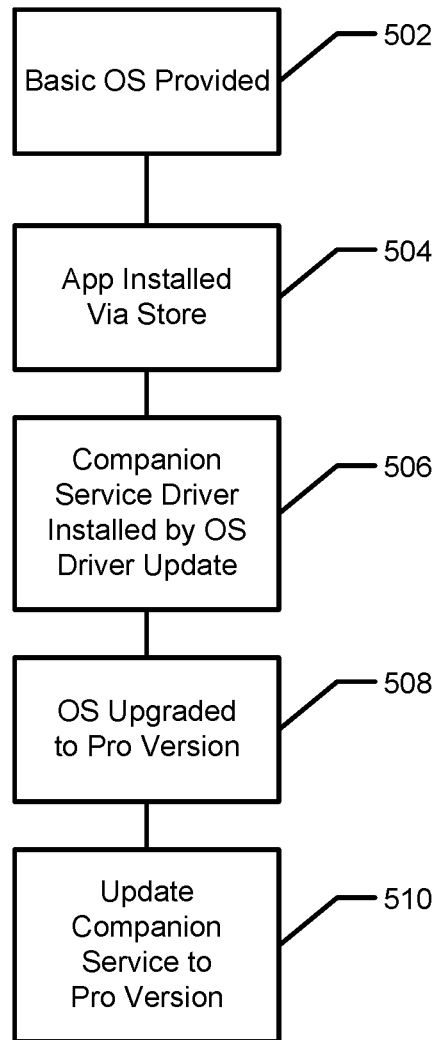 Basic OS Provided
502
App Installed
Via Store
504
Companion
Service Driver
Installed by OS
Driver Update
506
OS Upgraded
to Pro Version
508
Update
Companion
Service to
Pro Version
510